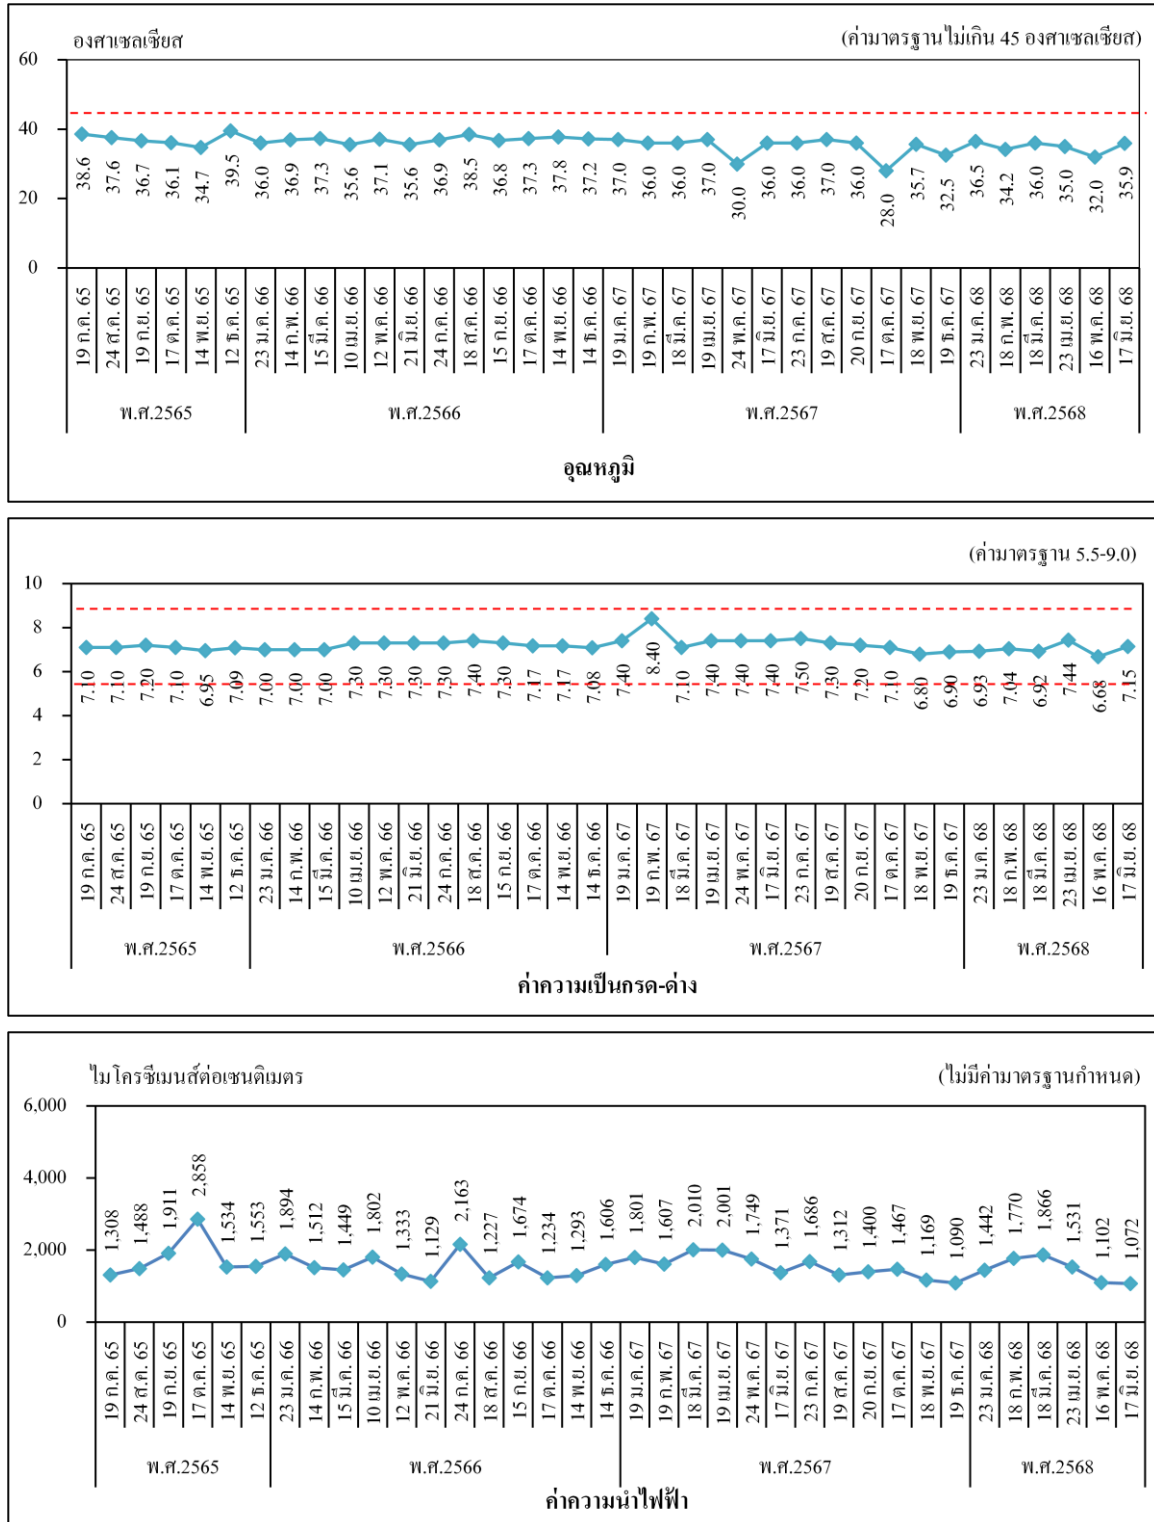 องศาเซลเซียส (ค่ามาตรฐานไม่เกิน 45 องศาเซลเซียส)
60
40
20
0
38.6 37.6 36.7 36.1 34.7 39.5 36.0 36.9 37.3 35.6 37.1 35.6 36.9 38.5 36.8 37.3 37.8 37.2 37.0 36.0 36.0 37.0 30.0 36.0 36.0 37.0 36.0 28.0 35.7 32.5 36.5 34.2 36.0 35.0 32.0 35.9
19 ก.ค. 65 24 ส.ค. 65 19 ก.ย. 65 17 ต.ค. 65 14 พ.ย. 65 12 ธ.ค. 65 23 ม.ค. 66 14 ก.พ. 66 15 มี.ค. 66 10 เม.ย. 66 12 พ.ค. 66 21 มิ.ย. 66 24 ก.ค. 66 18 ส.ค. 66 15 ก.ย. 66 17 ต.ค. 66 14 พ.ย. 66 14 ธ.ค. 66 19 ม.ค. 67 19 ก.พ. 67 18 มี.ค. 67 19 เม.ย. 67 24 พ.ค. 67 17 มิ.ย. 67 23 ก.ค. 67 19 ส.ค. 67 20 ก.ย. 67 17 ต.ค. 67 18 พ.ย. 67 19 ธ.ค. 67 23 ม.ค. 68 18 ก.พ. 68 18 มี.ค. 68 23 เม.ย. 68 16 พ.ค. 68 17 มิ.ย. 68
พ.ศ.2565 พ.ศ.2566 พ.ศ.2567 พ.ศ.2568
อุณหภูมิ
(ค่ามาตรฐาน 5.5-9.0)
10
8
6
4
2
0
7.10 7.10 7.20 7.10 6.95 7.09 7.00 7.00 7.00 7.30 7.30 7.30 7.30 7.40 7.30 7.17 7.17 7.08 7.40 8.40 7.10 7.40 7.40 7.40 7.50 7.30 7.20 7.10 6.80 6.90 6.93 7.04 6.92 7.44 6.68 7.15
19 ก.ค. 65 24 ส.ค. 65 19 ก.ย. 65 17 ต.ค. 65 14 พ.ย. 65 12 ธ.ค. 65 23 ม.ค. 66 14 ก.พ. 66 15 มี.ค. 66 10 เม.ย. 66 12 พ.ค. 66 21 มิ.ย. 66 24 ก.ค. 66 18 ส.ค. 66 15 ก.ย. 66 17 ต.ค. 66 14 พ.ย. 66 14 ธ.ค. 66 19 ม.ค. 67 19 ก.พ. 67 18 มี.ค. 67 19 เม.ย. 67 24 พ.ค. 67 17 มิ.ย. 67 23 ก.ค. 67 19 ส.ค. 67 20 ก.ย. 67 17 ต.ค. 67 18 พ.ย. 67 19 ธ.ค. 67 23 ม.ค. 68 18 ก.พ. 68 18 มี.ค. 68 23 เม.ย. 68 16 พ.ค. 68 17 มิ.ย. 68
พ.ศ.2565 พ.ศ.2566 พ.ศ.2567 พ.ศ.2568
ค่าความเป็นกรด-ด่าง
ไมโครซีเมนส์ต่อเซนติเมตร (ไม่มีค่ามาตรฐานกำหนด)
6,000
4,000
2,000
0
1,308 1,488 1,911 2,858 1,534 1,553 1,894 1,512 1,449 1,802 1,333 1,129 2,163 1,227 1,674 1,234 1,293 1,606 1,801 1,607 2,010 2,001 1,749 1,371 1,686 1,312 1,400 1,467 1,169 1,090 1,442 1,770 1,866 1,531 1,102 1,072
19 ก.ค. 65 24 ส.ค. 65 19 ก.ย. 65 17 ต.ค. 65 14 พ.ย. 65 12 ธ.ค. 65 23 ม.ค. 66 14 ก.พ. 66 15 มี.ค. 66 10 เม.ย. 66 12 พ.ค. 66 21 มิ.ย. 66 24 ก.ค. 66 18 ส.ค. 66 15 ก.ย. 66 17 ต.ค. 66 14 พ.ย. 66 14 ธ.ค. 66 19 ม.ค. 67 19 ก.พ. 67 18 มี.ค. 67 19 เม.ย. 67 24 พ.ค. 67 17 มิ.ย. 67 23 ก.ค. 67 19 ส.ค. 67 20 ก.ย. 67 17 ต.ค. 67 18 พ.ย. 67 19 ธ.ค. 67 23 ม.ค. 68 18 ก.พ. 68 18 มี.ค. 68 23 เม.ย. 68 16 พ.ค. 68 17 มิ.ย. 68
พ.ศ.2565 พ.ศ.2566 พ.ศ.2567 พ.ศ.2568
ค่าความนำไฟฟ้า